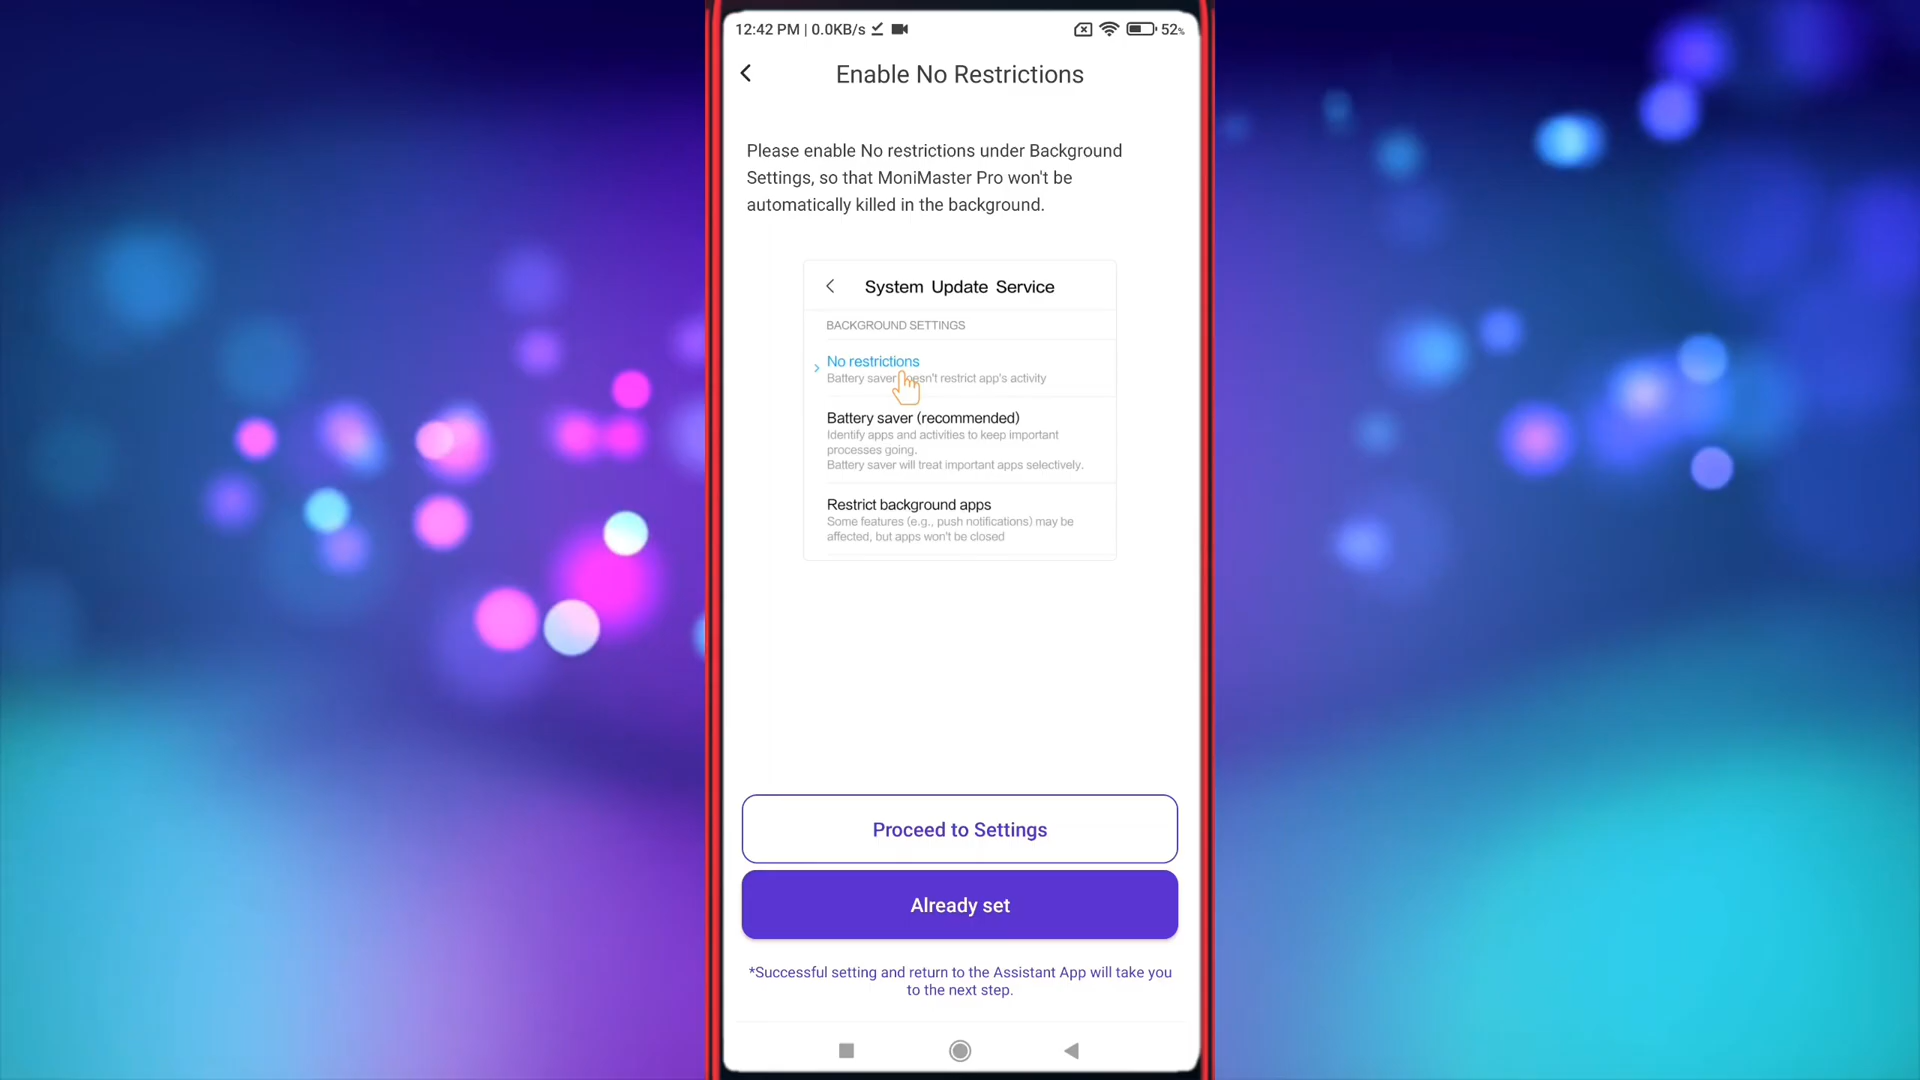 12:42 PM | 0.0KB/s 52%
Enable No Restrictions
Please enable No restrictions under Background
Settings, so that MoniMaster Pro won't be
automatically killed in the background.
System Update Service
BACKGROUND SETTINGS
No restrictions
Battery saver doesn't restrict app's activity
Battery saver (recommended)
Identify apps and activities to keep important
processes going.
Battery saver will treat important apps selectively.
Restrict background apps
Some features (e.g., push notifications) may be
affected, but apps won't be closed
Proceed to Settings
Already set
*Successful setting and return to the Assistant App will take you
to the next step.